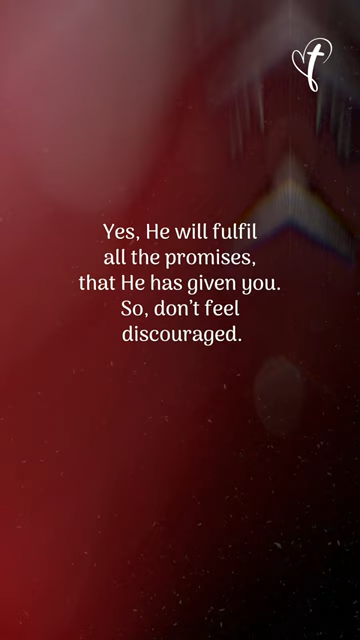 Yes, He will fulfil
all the promises,
that He has given you.
So, don't feel
discouraged.